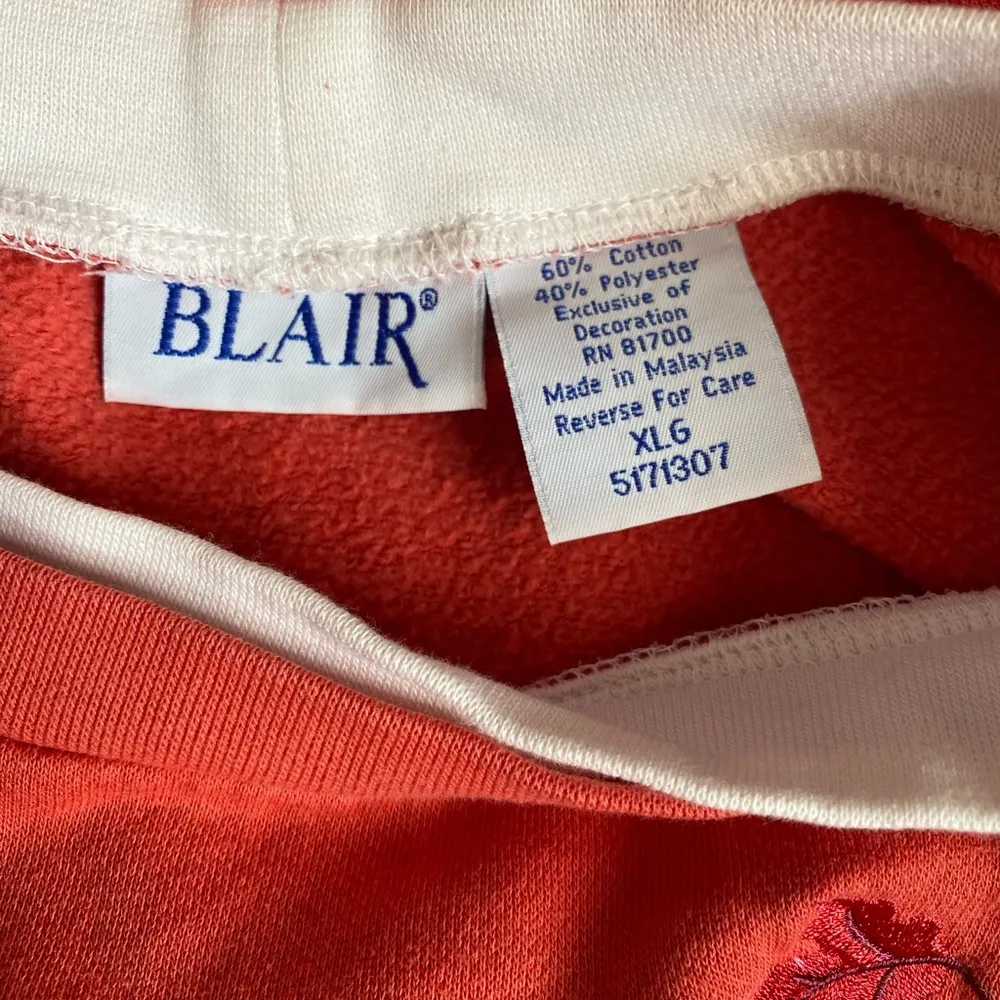 BLAIR®
60% Cotton
40% Polyester
Exclusive of
Decoration
RN 81700
Made in Malaysia
Reverse For Care
XLG
5171307